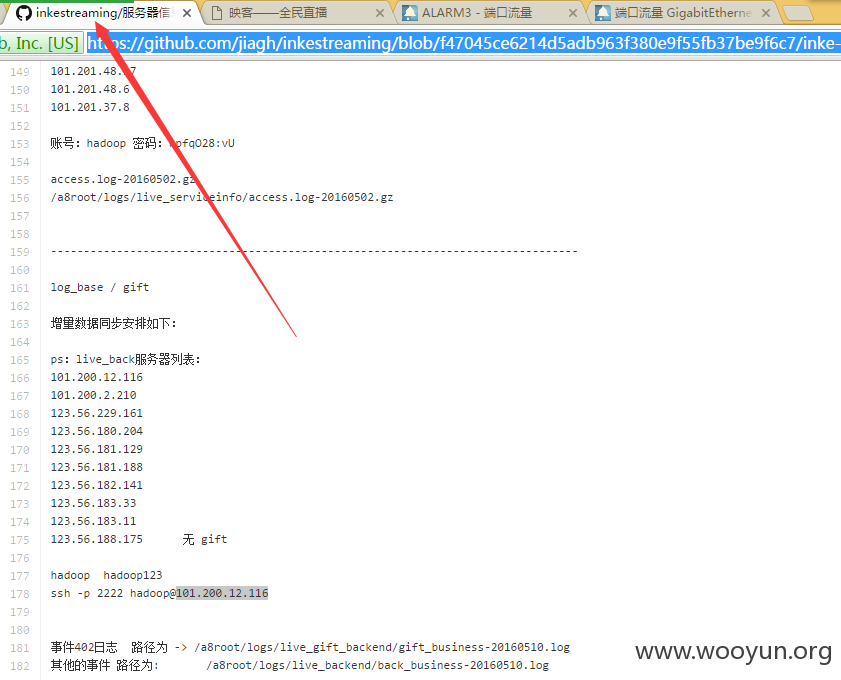 inkestreaming/服务器信 映客——全民直播 ALARM3 - 端口流量 端口流量 GigabitEtherne
b, Inc. [US] https://github.com/jiagh/inkestreaming/blob/f47045ce6214d5adb963f380e9f55fb37be9f6c7/inke-
149
150 101.201.48.6
151 101.201.37.8
152
153 账号: hadoop 密码:
154
155 access.log-20160502.gz
156 /a8root/logs/live_serviceinfo/access.log-20160502.gz
157
158
159 --------------------------------------------------------------------------------
160
161 log_base / gift
162
163 增量数据同步安排如下:
164
165 ps: live_back服务器列表:
166 101.200.12.116
167 101.200.2.210
168 123.56.229.161
169 123.56.180.204
170 123.56.181.129
171 123.56.181.188
172 123.56.182.141
173 123.56.183.33
174 123.56.183.11
175 123.56.188.175 无 gift
176
177 hadoop hadoop123
178 ssh -p 2222 hadoop@101.200.12.116
179
180
181 事件402日志 路径为 -> /a8root/logs/live_gift_backend/gift_business-20160510.log
182 其他的事件 路径为: /a8root/logs/live_backend/back_business-20160510.log
www.wooyun.org